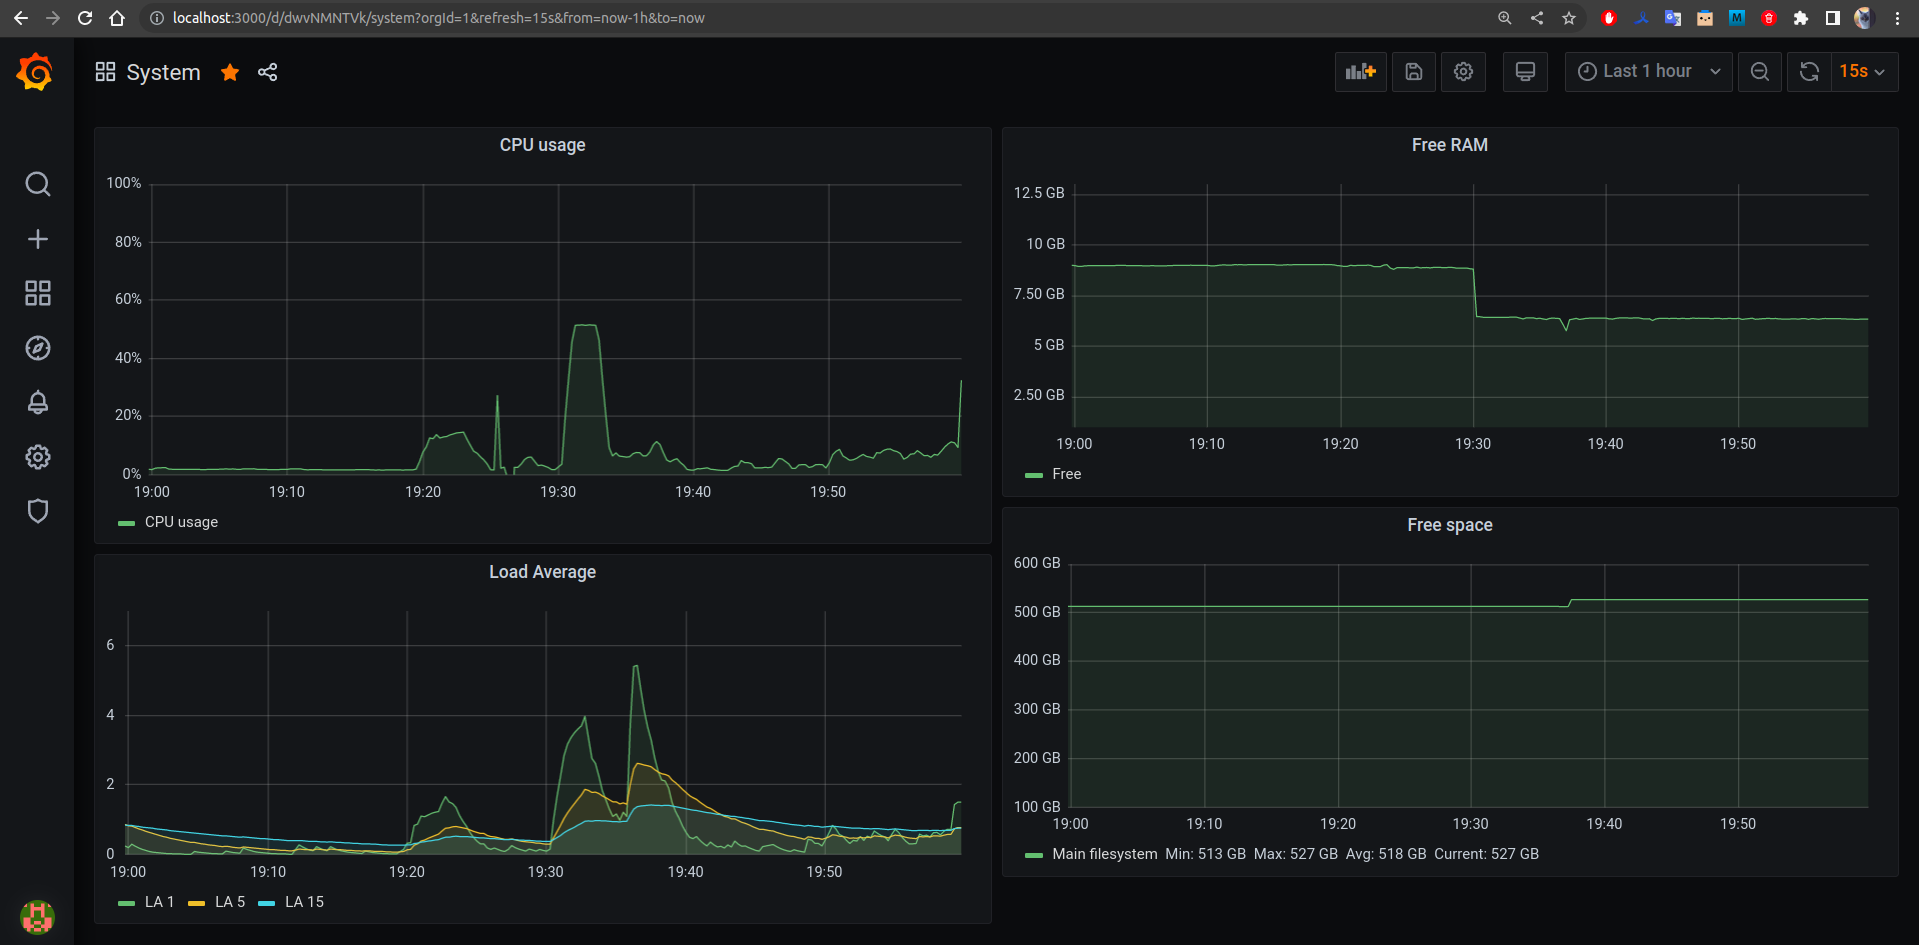 localhost:3000/d/dwvNMNTVk/system?orgId=1&refresh=15s&from=now-1h&to=now
System
Last 1 hour
15s
CPU usage
100%
80%
60%
40%
20%
0%
19:00 19:10 19:20 19:30 19:40 19:50
CPU usage
Free RAM
12.5 GB
10 GB
7.50 GB
5 GB
2.50 GB
19:00 19:10 19:20 19:30 19:40 19:50
Free
Load Average
6
4
2
0
19:00 19:10 19:20 19:30 19:40 19:50
LA 1 LA 5 LA 15
Free space
600 GB
500 GB
400 GB
300 GB
200 GB
100 GB
19:00 19:10 19:20 19:30 19:40 19:50
Main filesystem Min: 513 GB Max: 527 GB Avg: 518 GB Current: 527 GB